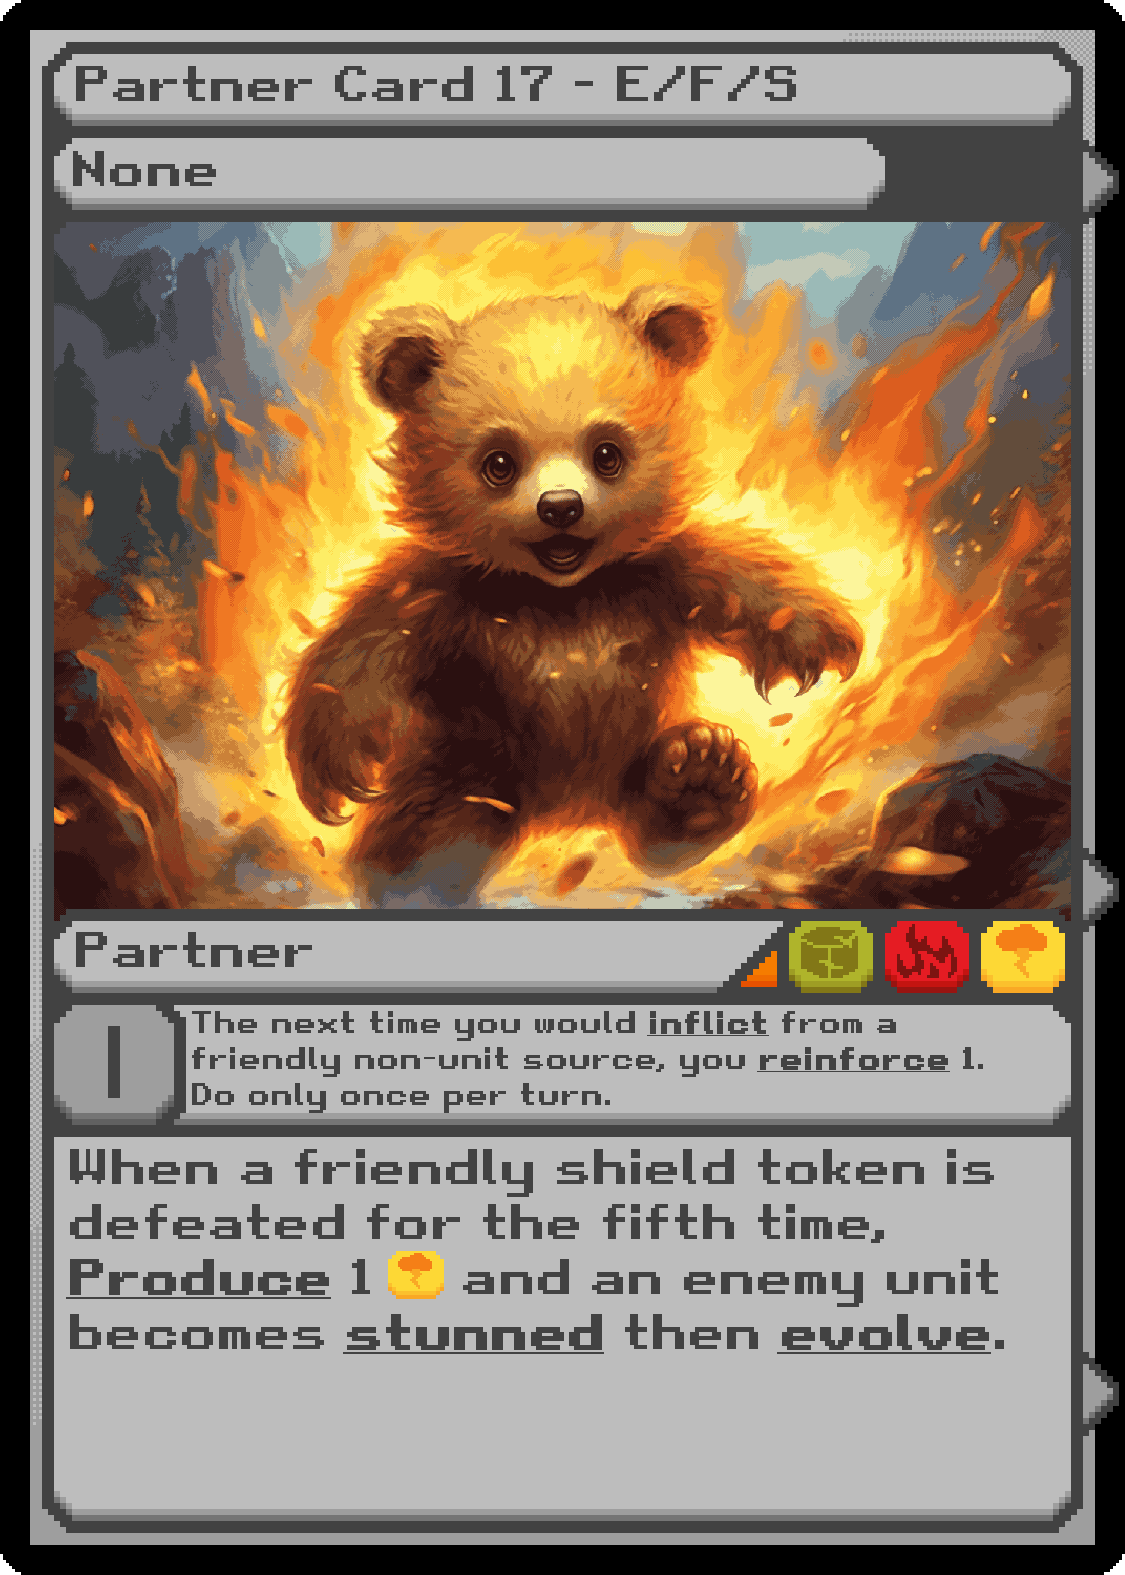 Partner Card 17 - E/F/S
None
Partner
I
The next time you would inflict from a
friendly non-unit source, you reinforce 1.
Do only once per turn.
When a friendly shield token is
defeated for the fifth time,
Produce 1 and an enemy unit
becomes stunned then evolve.